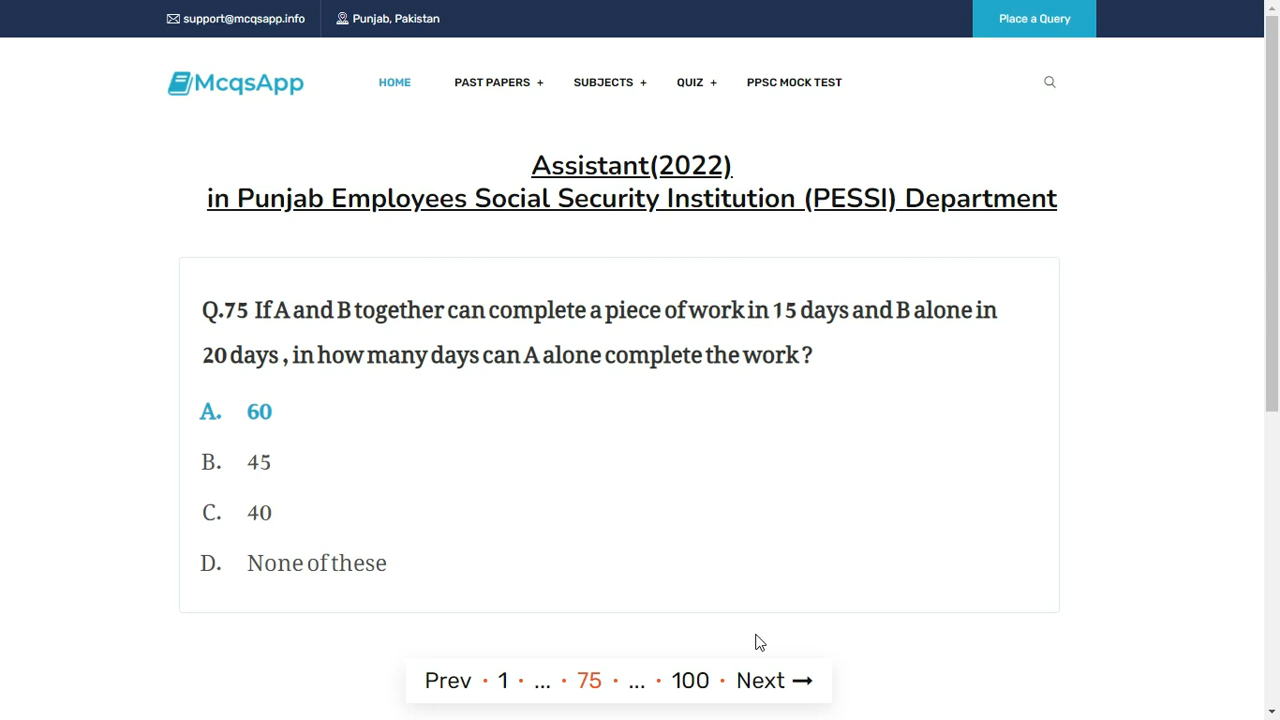 support@mcqsapp.info Punjab, Pakistan Place a Query
McqsApp HOME PAST PAPERS + SUBJECTS + QUIZ + PPSC MOCK TEST
Assistant(2022)
in Punjab Employees Social Security Institution (PESSI) Department
Q.75 If A and B together can complete a piece of work in 15 days and B alone in
20 days , in how many days can A alone complete the work ?
A. 60
B. 45
C. 40
D. None of these
Prev • 1 • ... • 75 • ... • 100 • Next →